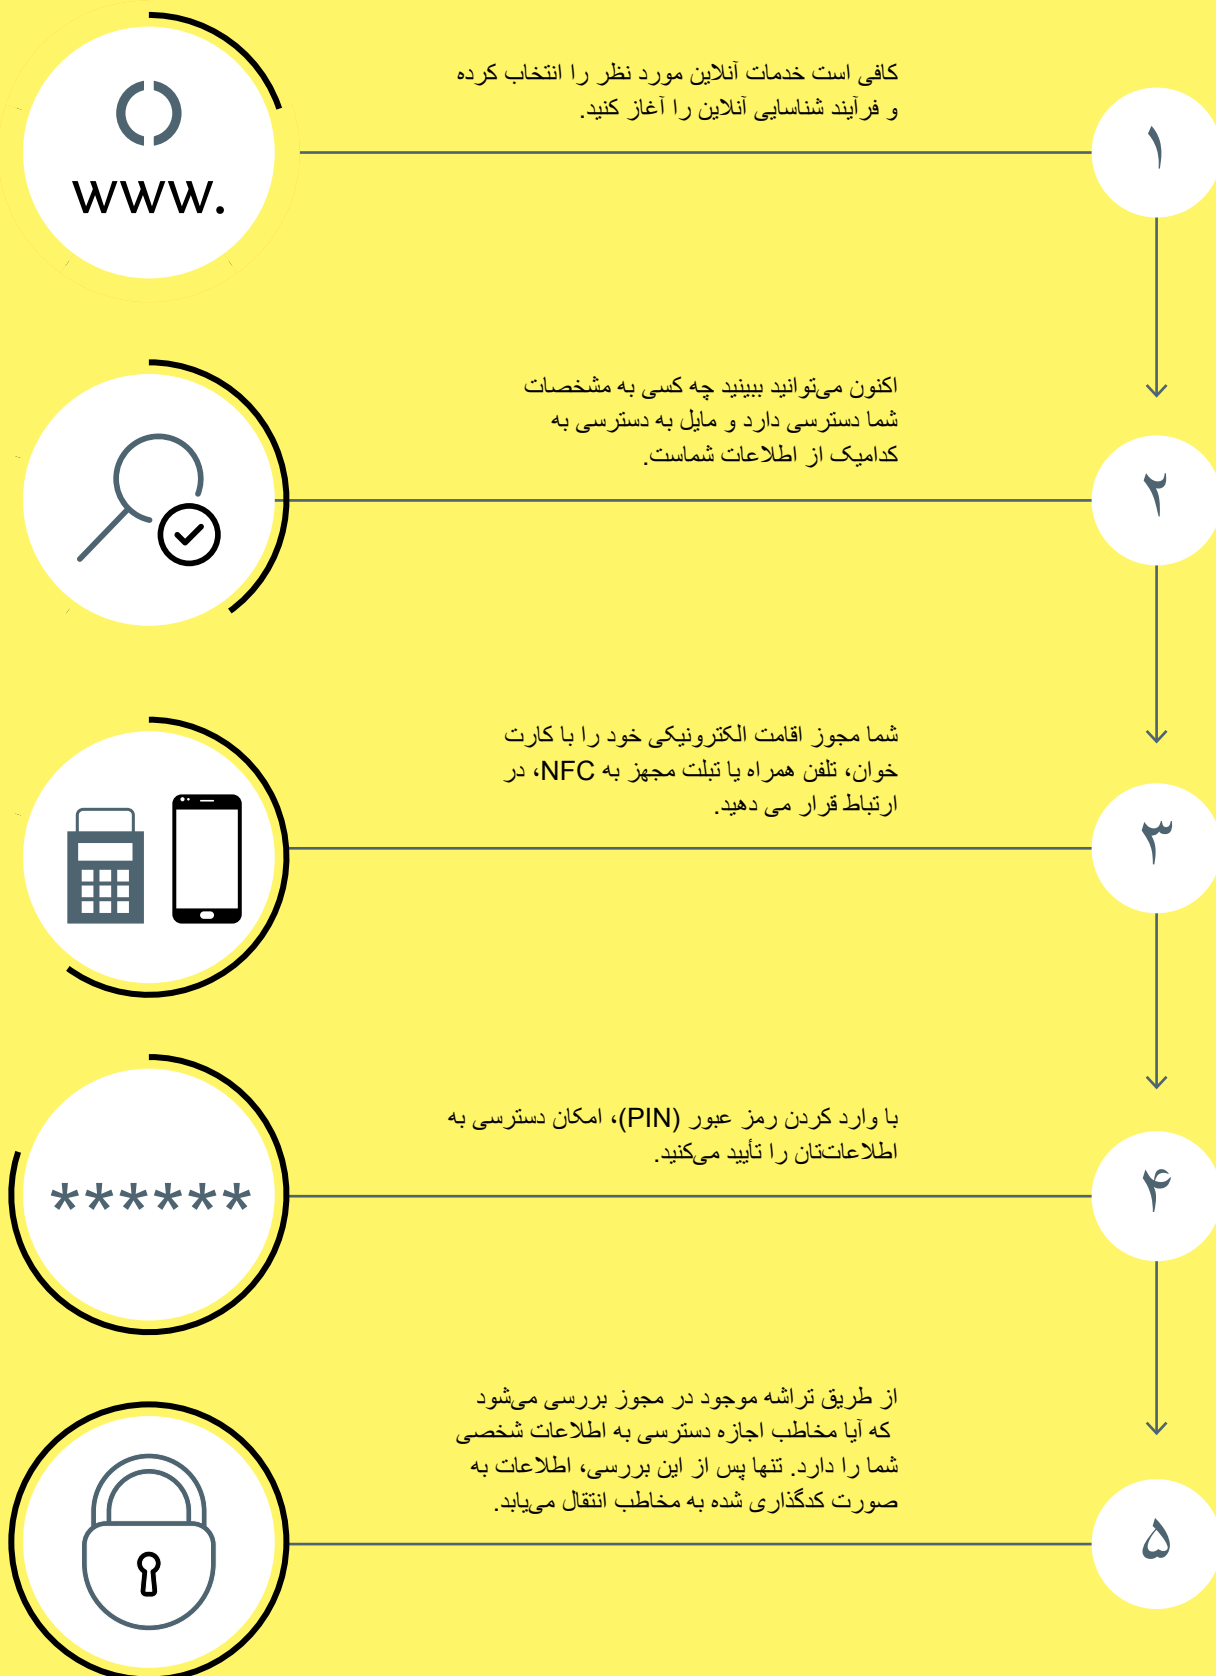 کافی است خدمات آنلاین مورد نظر را انتخاب کرده
و فرآیند شناسایی آنلاین را آغاز کنید.
۱
www.
اکنون می‌توانید ببینید چه کسی به مشخصات
شما دسترسی دارد و مایل به دسترسی به
کدامیک از اطلاعات شماست.
۲
شما مجوز اقامت الکترونیکی خود را با کارت
خوان، تلفن همراه یا تبلت مجهز به NFC، در
ارتباط قرار می دهید.
۳
با وارد کردن رمز عبور (PIN)، امکان دسترسی به
اطلاعات‌تان را تأیید می‌کنید.
۴
******
از طریق تراشه موجود در مجوز بررسی می‌شود
که آیا مخاطب اجازه دسترسی به اطلاعات شخصی
شما را دارد. تنها پس از این بررسی، اطلاعات به
صورت کدگذاری شده به مخاطب انتقال می‌یابد.
۵